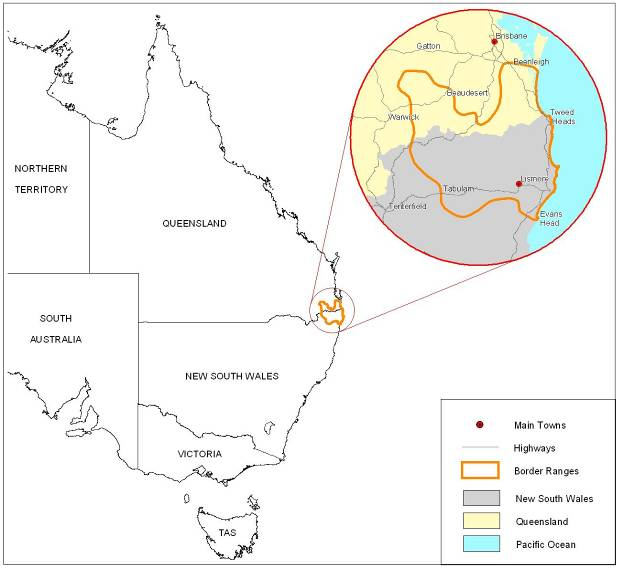 Brisbane
Gatton
Beenleigh
Beaudesert
Warwick
Tweed
Heads
Lismore
Tabulam
Tenterfield
Evans
Head
NORTHERN
TERRITORY
QUEENSLAND
SOUTH
AUSTRALIA
NEW SOUTH WALES
VICTORIA
TAS
Main Towns
Highways
Border Ranges
New South Wales
Queensland
Pacific Ocean